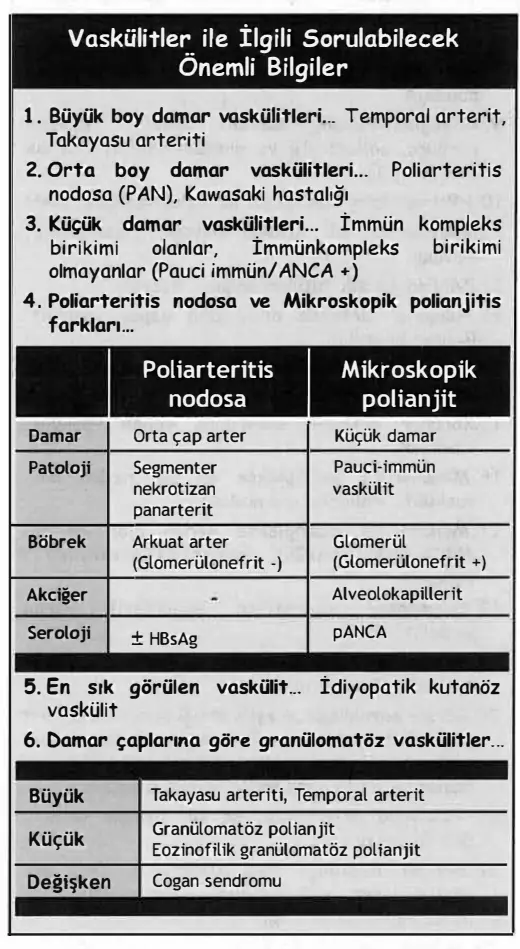 Vaskülitler ile İlgili Sorulabilecek
Önemli Bilgiler
1. Büyük boy damar vaskülitleri... Temporal arterit,
Takayasu arteriti
2. Orta boy damar vaskülitleri... Poliarteritis
nodosa (PAN), Kawasaki hastalığı
3. Küçük damar vaskülitleri... İmmün kompleks
birikimi olanlar, İmmünkompleks birikimi
olmayanlar (Pauci immün/ANCA +)
4. Poliarteritis nodosa ve Mikroskopik polianjitis
farkları...
Poliarteritis nodosa | Mikroskopik polianjit
Damar | Orta çap arter | Küçük damar
Patoloji | Segmenter nekrotizan panarterit | Pauçi-immün vaskülit
Böbrek | Arkuat arter (Glomerülonefrit -) | Glomerül (Glomerülonefrit +)
Akciğer | - | Alveolokapillerit
Seroloji | ± HBsAg | pANCA
5. En sık görülen vaskülit... İdiyopatik kutanöz
vaskülit
6. Damar çaplarına göre granülomatöz vaskülitler...
Büyük | Takayasu arteriti, Temporal arterit
Küçük | Granülomatöz polianjit
Eozinofilik granülomatöz polianjit
Değişken | Cogan sendromu